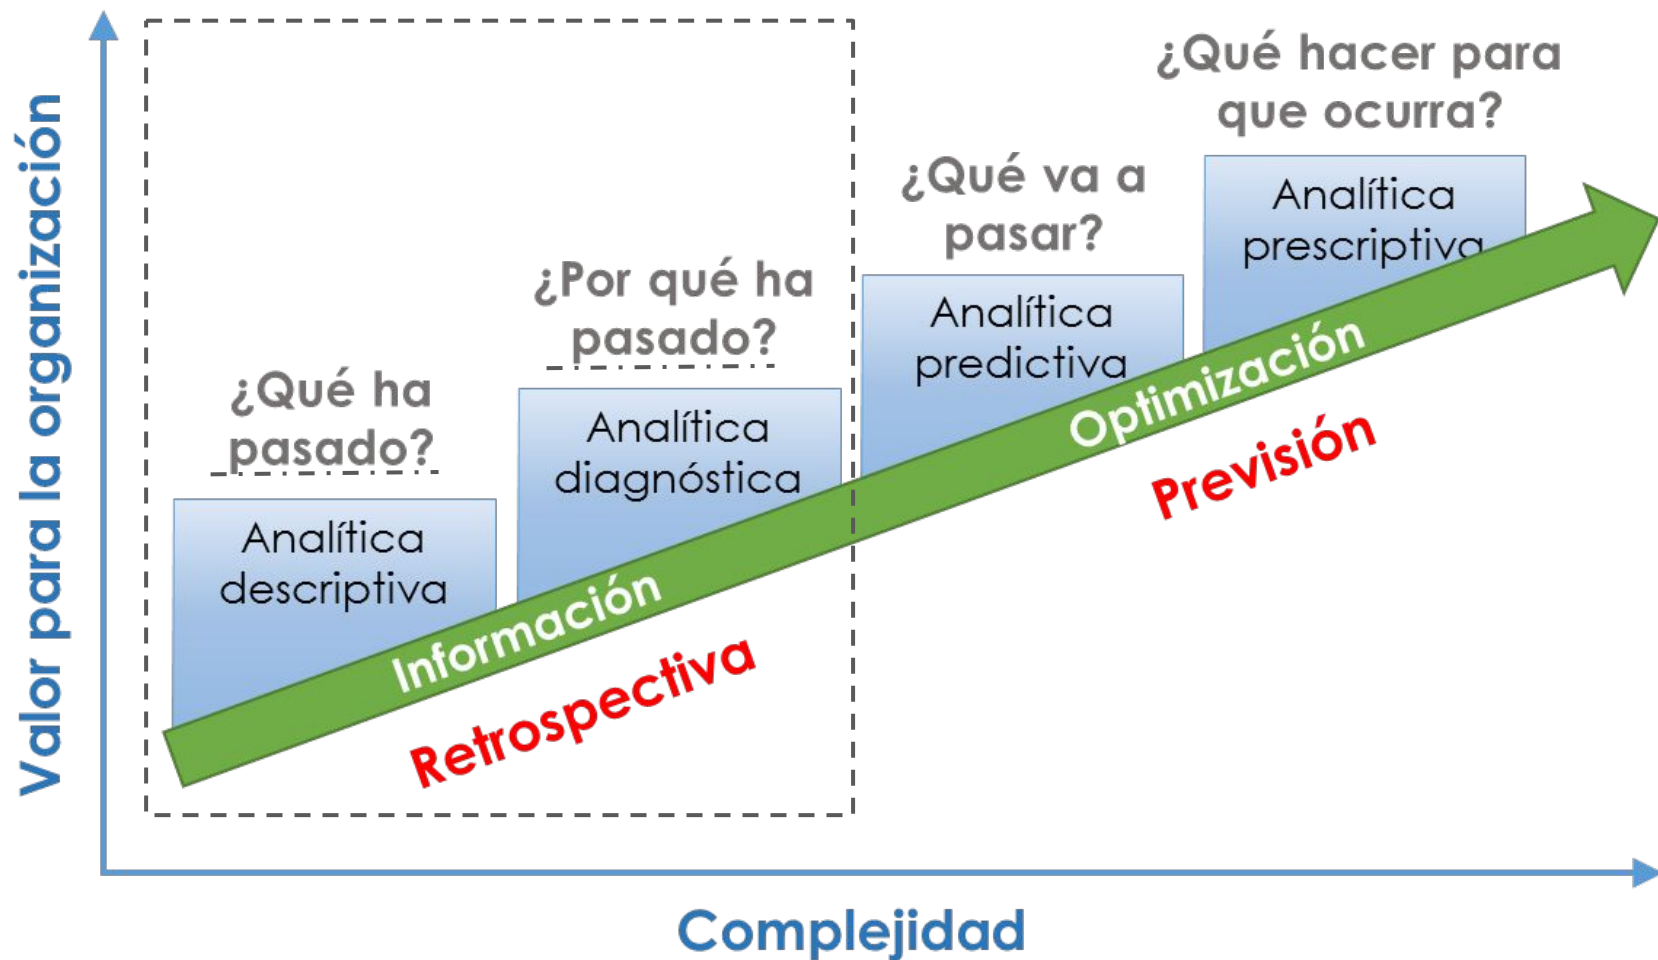 Valor para la organización
¿Qué ha
pasado?
Analítica
descriptiva
¿Por qué ha
pasado?
Analítica
diagnóstica
¿Qué va a
pasar?
Analítica
predictiva
¿Qué hacer para
que ocurra?
Analítica
prescriptiva
Información
Optimización
Retrospectiva
Previsión
Complejidad